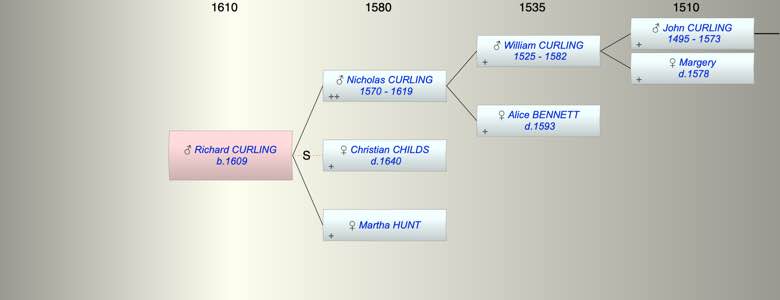 1610
1580
1535
1510
♂ John CURLING
1495 - 1573
+
♂ William CURLING
1525 - 1582
+
♀ Margery
d.1578
+
♂ Nicholas CURLING
1570 - 1619
++
♀ Alice BENNETT
d.1593
+
♂ Richard CURLING
b.1609
S
♀ Christian CHILDS
d.1640
+
♀ Martha HUNT
+